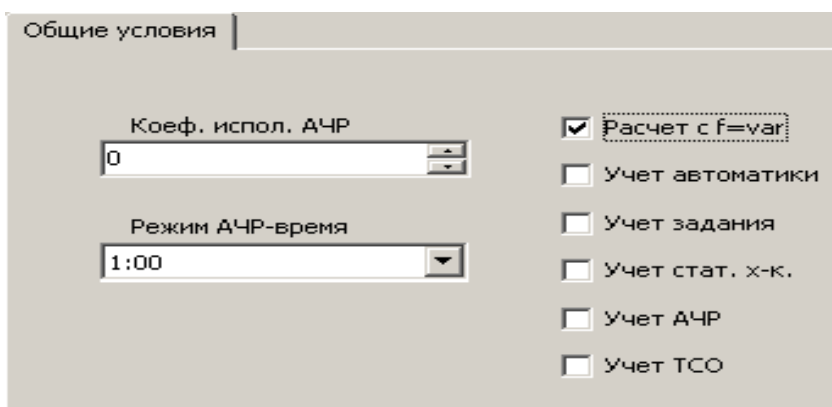 Общие условия
Коеф. испол. АЧР
0
Режим АЧР-время
1:00
Расчет с f=var
Учет автоматики
Учет задания
Учет стат. х-к.
Учет АЧР
Учет ТСО